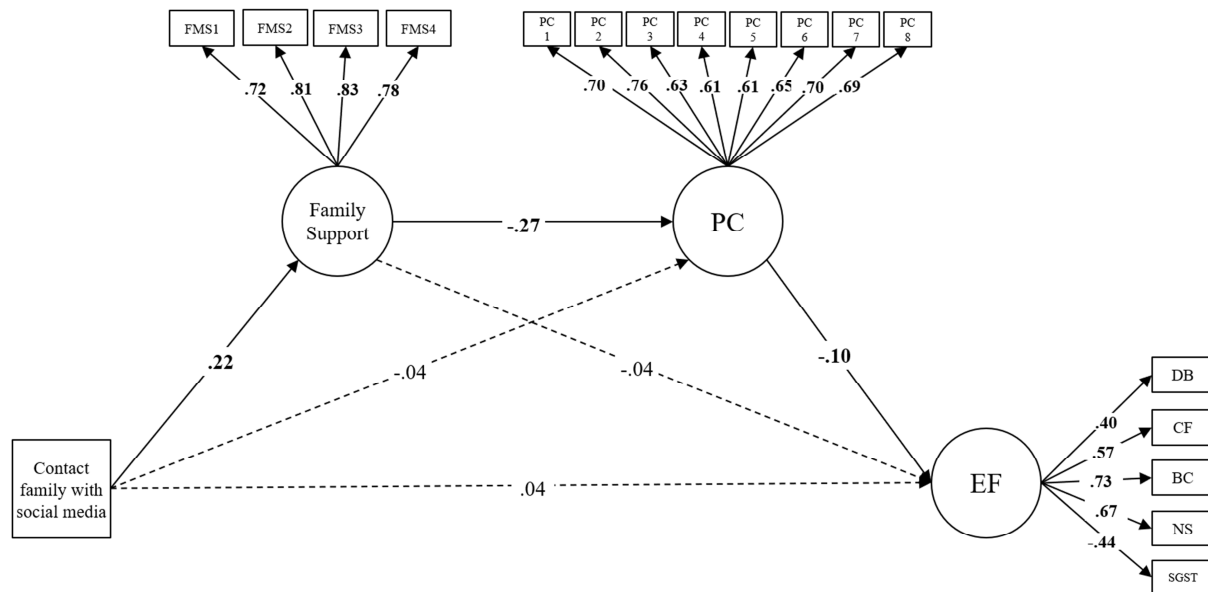 FMS1
FMS2
FMS3
FMS4
PC
1
PC
2
PC
3
PC
4
PC
5
PC
6
PC
7
PC
8
.72
.81
.83
.78
.70
.76
.63
.61
.61
.65
.70
.69
Family
Support
-.27
PC
.22
-.04
-.04
-.10
Contact
family with
social media
.04
EF
.40
.57
.73
.67
-.44
DB
CF
BC
NS
SGST